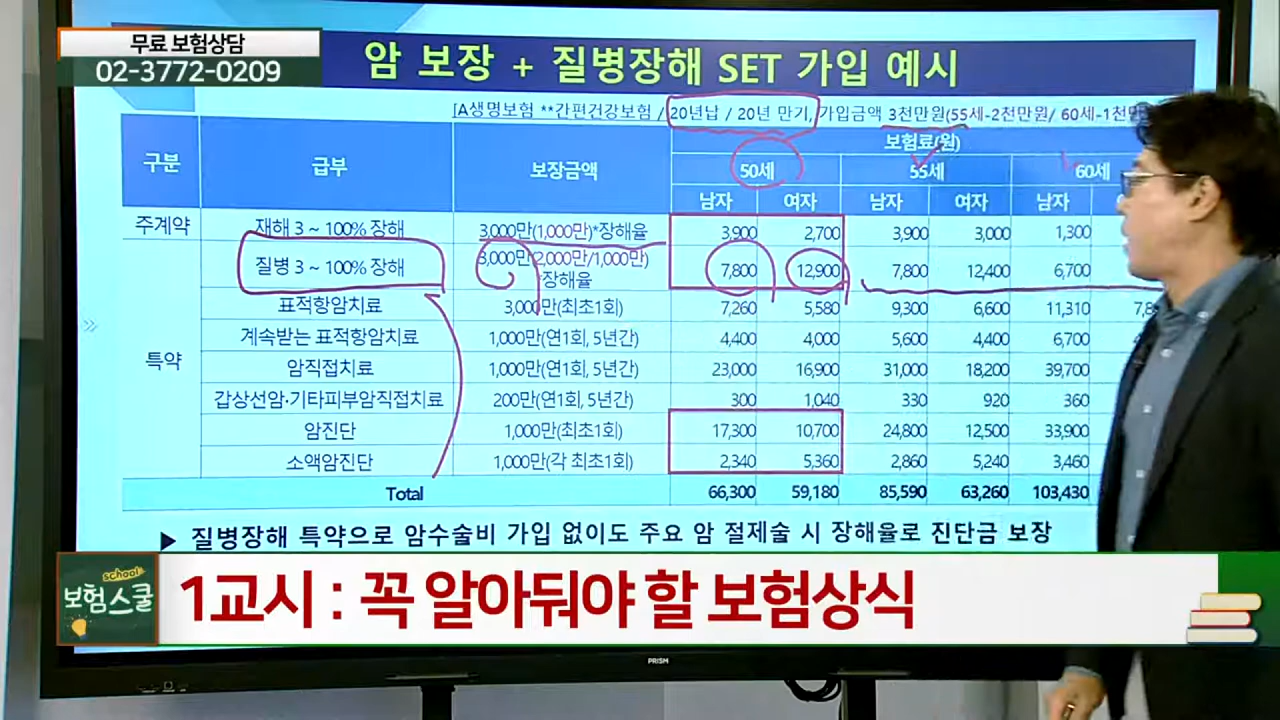 무료 보험상담
02-3772-0209
암 보장 + 질병장해 SET 가입 예시
[A생명보험 **간편건강보험 / 20년납 / 20년 만기, 가입금액 3천만원(55세-2천만원/ 60세-1천만
구분 급부 보장금액 보험료(원)
50세 55세 60세
남자 여자 남자 여자 남자
주계약 재해 3 ~ 100% 장해 3,000만(1,000만)*장해율 3,900 2,700 3,900 3,000 1,300
특약 질병 3 ~ 100% 장해 3,000만(2,000만/1,000만) *장해율 7,800 12,900 7,800 12,400 6,700
표적항암치료 3,000만(최초1회) 7,260 5,580 9,300 6,600 11,310 7,8
계속받는 표적항암치료 1,000만(연1회, 5년간) 4,400 4,000 5,600 4,400 6,700
암직접치료 1,000만(연1회, 5년간) 23,000 16,900 31,000 18,200 39,700
갑상선암·기타피부암직접치료 200만(연1회, 5년간) 300 1,040 330 920 360
암진단 1,000만(최초1회) 17,300 10,700 24,800 12,500 33,900
소액암진단 1,000만(각 최초1회) 2,340 5,360 2,860 5,240 3,460
Total 66,300 59,180 85,590 63,260 103,430
▶ 질병장해 특약으로 암수술비 가입 없이도 주요 암 절제술 시 장해율로 진단금 보장
school
보험스쿨
1교시 : 꼭 알아둬야 할 보험상식
PRISM